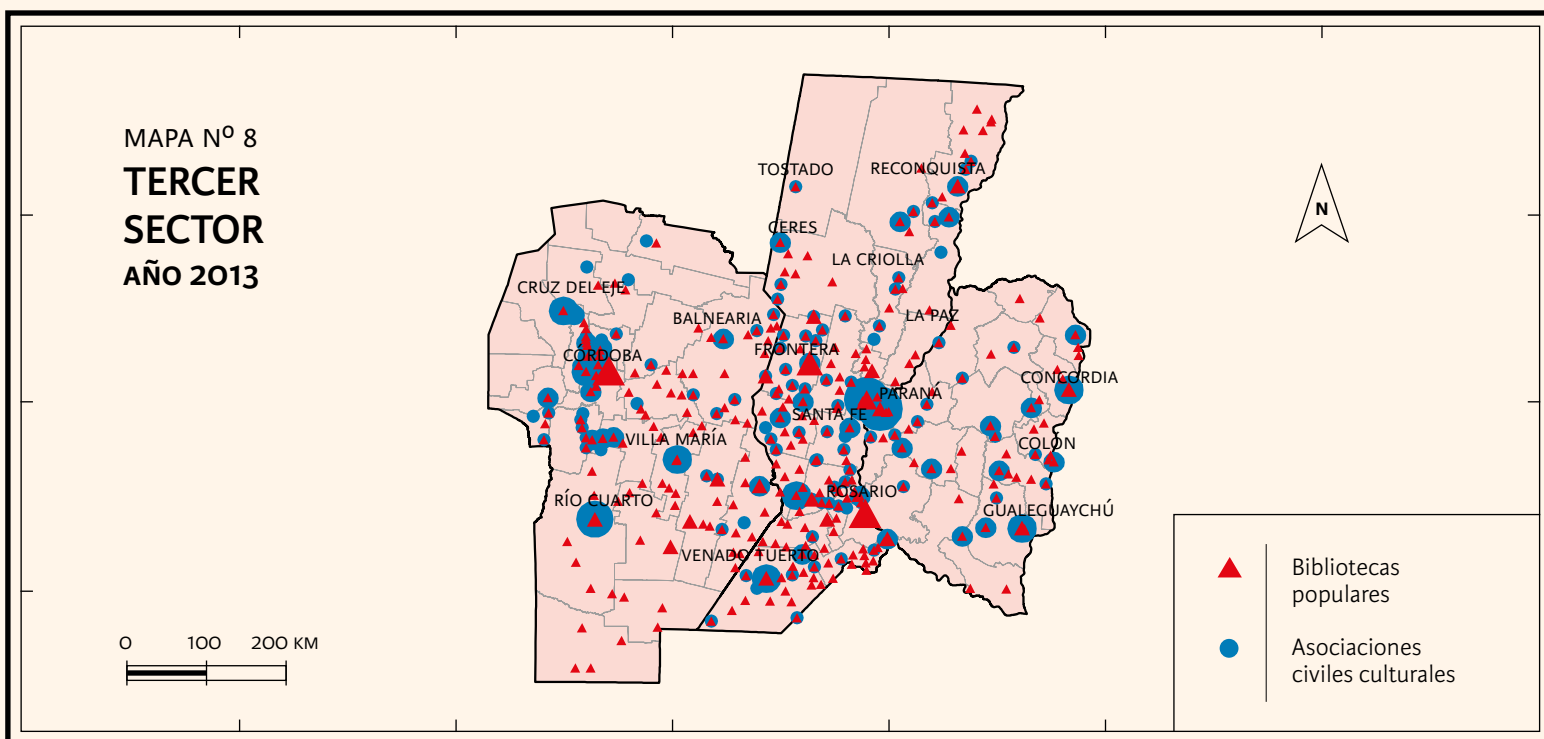 MAPA Nº 8
TERCER
SECTOR
AÑO 2013
TOSTADO
RECONQUISTA
N
CERES
LA CRIOLLA
CRUZ DEL EJE
BALNEARIA
LA PAZ
FRONTERA
CÓRDOBA
CONCORDIA
PARANÁ
SANTA FE
VILLA MARÍA
COLÓN
RÍO CUARTO
ROSARIO
GUALEGUAYCHÚ
VENADO TUERTO
Bibliotecas
populares
Asociaciones
civiles culturales
0 100 200 KM